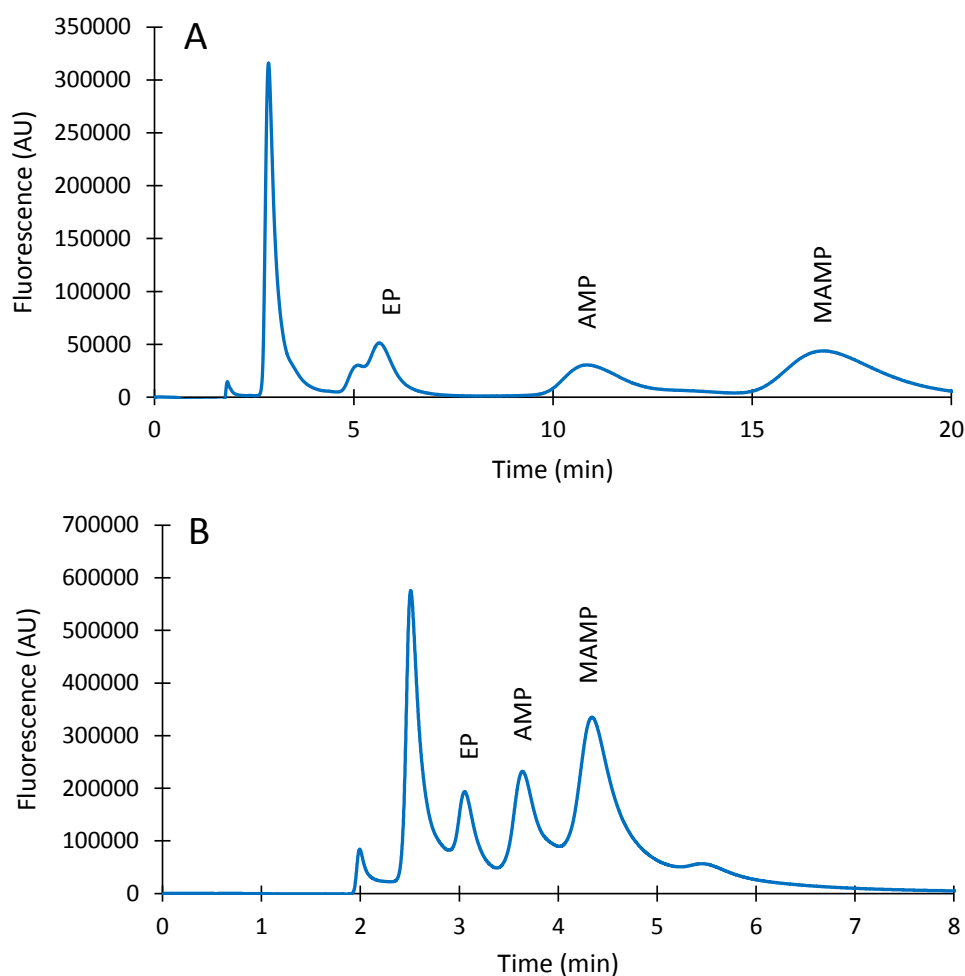 A
350000
300000
250000
200000
150000
100000
50000
0
Fluorescence (AU)
EP
AMP
MAMP
0 5 10 15 20
Time (min)
B
700000
600000
500000
400000
300000
200000
100000
0
Fluorescence (AU)
EP
AMP
MAMP
0 1 2 3 4 5 6 7 8
Time (min)